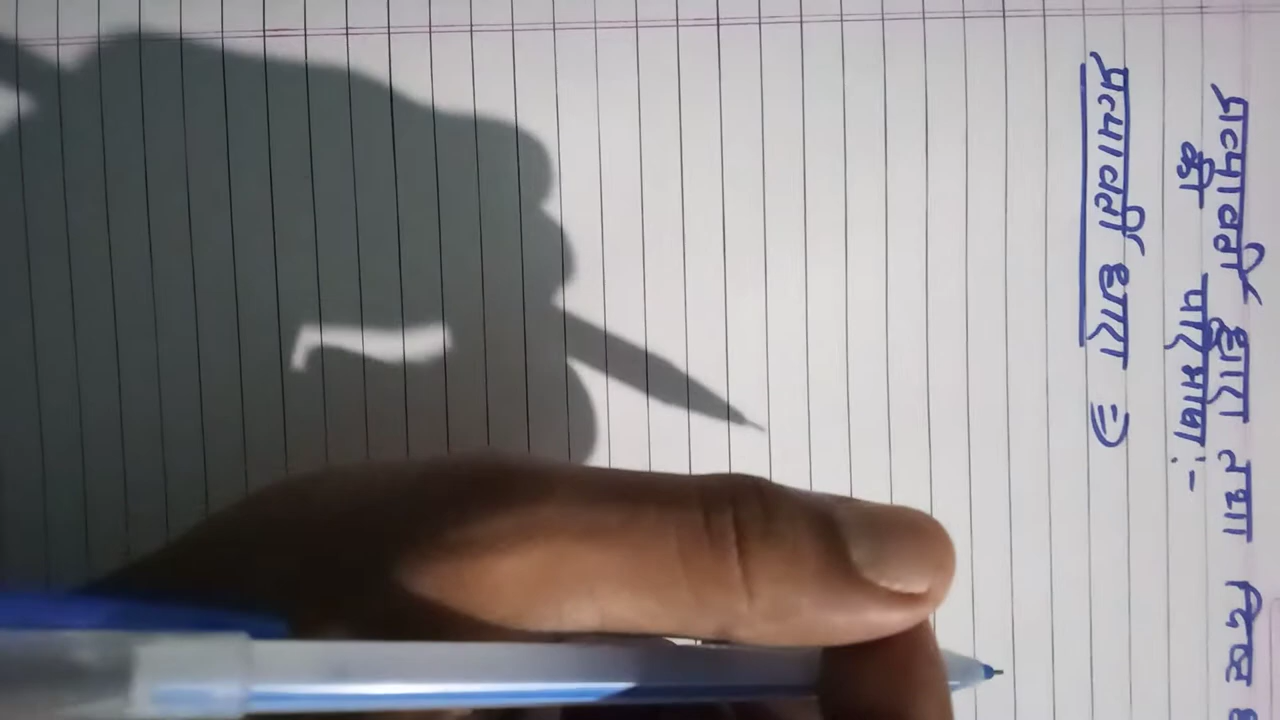 प्रत्यावर्ती धारा तथा दिष्ट
की परिभाषा:-
प्रत्यावर्ती धारा ⇒